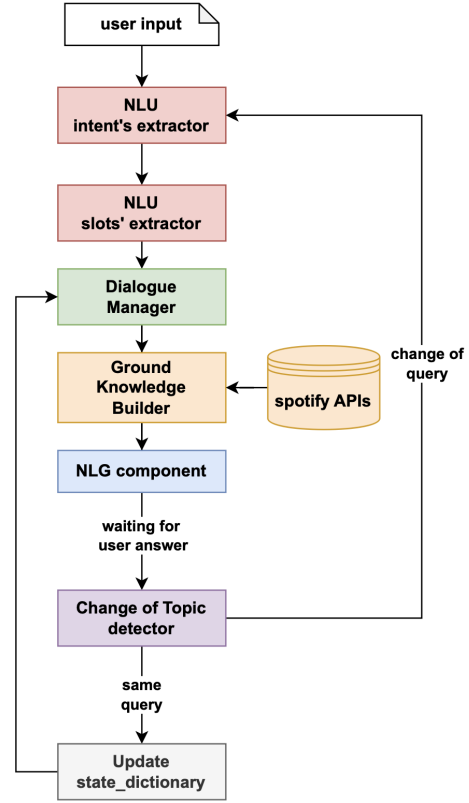 user input
NLU
intent's extractor
NLU
slots' extractor
Dialogue
Manager
Ground
Knowledge
Builder
spotify APIs
change of
query
NLG component
waiting for
user answer
Change of Topic
detector
same
query
Update
state_dictionary